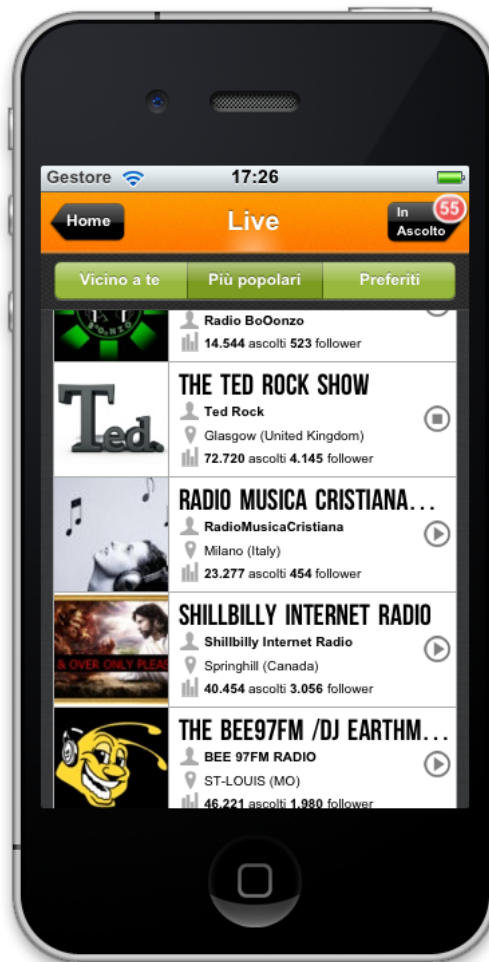 Gestore 17:26
Home
Live
In
Ascolto
55
Vicino a te
Più popolari
Preferiti
Radio BoOonzo
14.544 ascolti 523 follower
THE TED ROCK SHOW
Ted.
Ted Rock
Glasgow (United Kingdom)
72.720 ascolti 4.145 follower
RADIO MUSICA CRISTIANA...
RadioMusicaCristiana
Milano (Italy)
23.277 ascolti 454 follower
SHILLBILLY INTERNET RADIO
& OVER ONLY PLEAS
Shillbilly Internet Radio
Springhill (Canada)
40.454 ascolti 3.056 follower
THE BEE97FM /DJ EARTHM...
BEE 97FM RADIO
ST-LOUIS (MO)
46.221 ascolti 1.980 follower